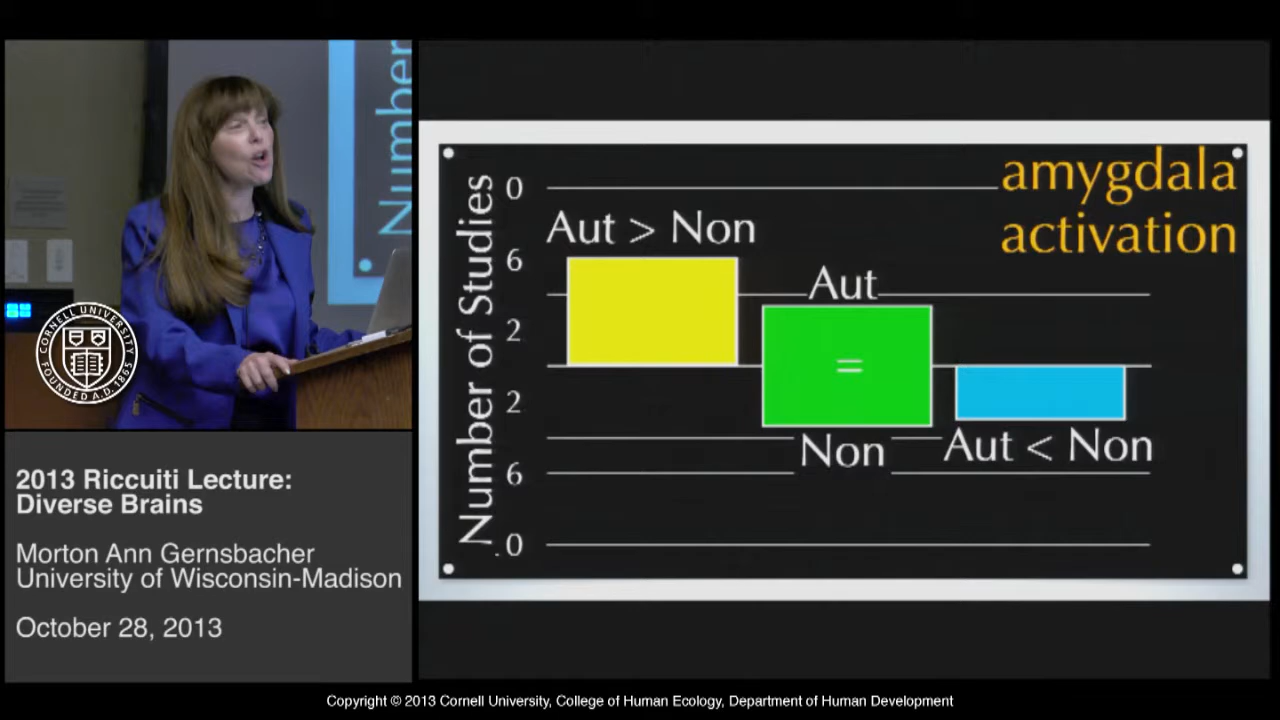 Number
CORNELL UNIVERSITY
FOUNDED A.D. 1865
2013 Riccuiti Lecture:
Diverse Brains
Morton Ann Gernsbacher
University of Wisconsin-Madison
October 28, 2013
amygdala
activation
Number of Studies
0
6
2
2
6
.0
Aut > Non
Aut
=
Non
Aut < Non
Copyright © 2013 Cornell University, College of Human Ecology, Department of Human Development